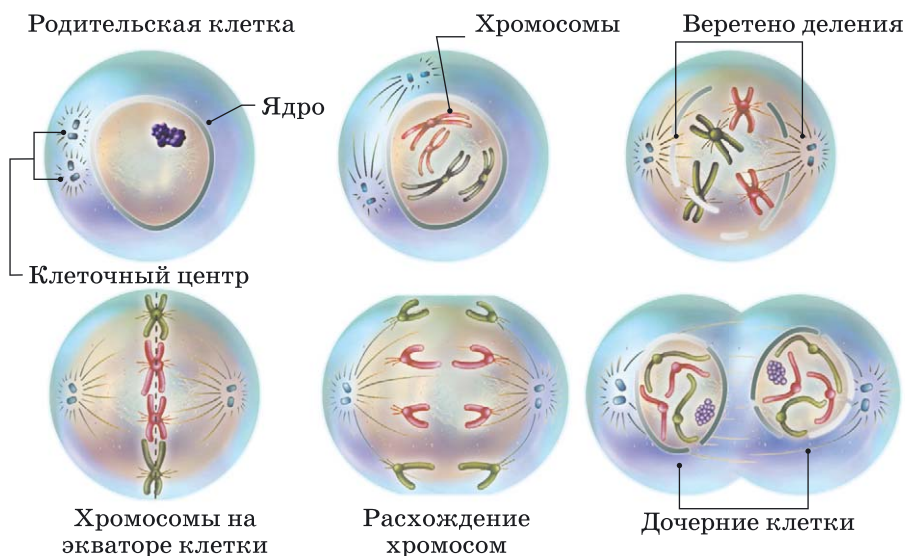 Родительская клетка
Хромосомы
Веретено деления
Ядро
Клеточный центр
Хромосомы на
экваторе клетки
Расхождение
хромосом
Дочерние клетки